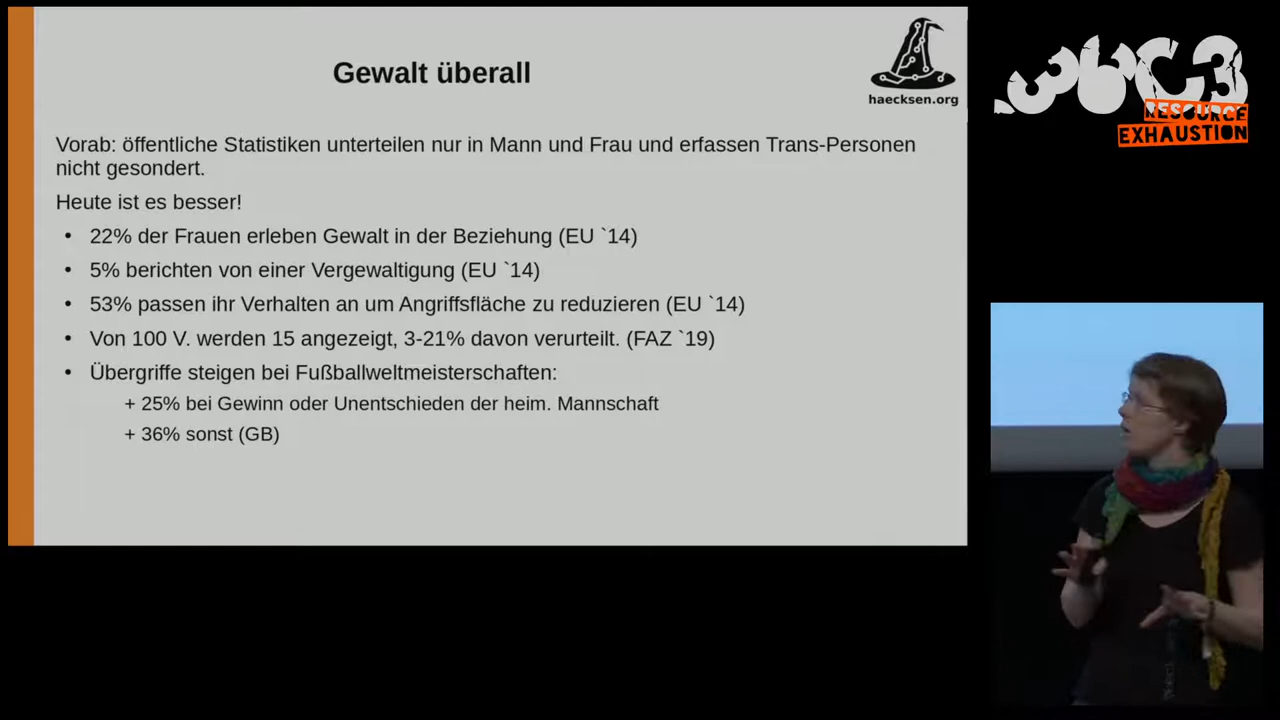 Gewalt überall
haecksen.org
36C3
RESOURCE
EXHAUSTION
Vorab: öffentliche Statistiken unterteilen nur in Mann und Frau und erfassen Trans-Personen
nicht gesondert.
Heute ist es besser!
• 22% der Frauen erleben Gewalt in der Beziehung (EU `14)
• 5% berichten von einer Vergewaltigung (EU `14)
• 53% passen ihr Verhalten an um Angriffsfläche zu reduzieren (EU `14)
• Von 100 V. werden 15 angezeigt, 3-21% davon verurteilt. (FAZ `19)
• Übergriffe steigen bei Fußballweltmeisterschaften:
+ 25% bei Gewinn oder Unentschieden der heim. Mannschaft
+ 36% sonst (GB)